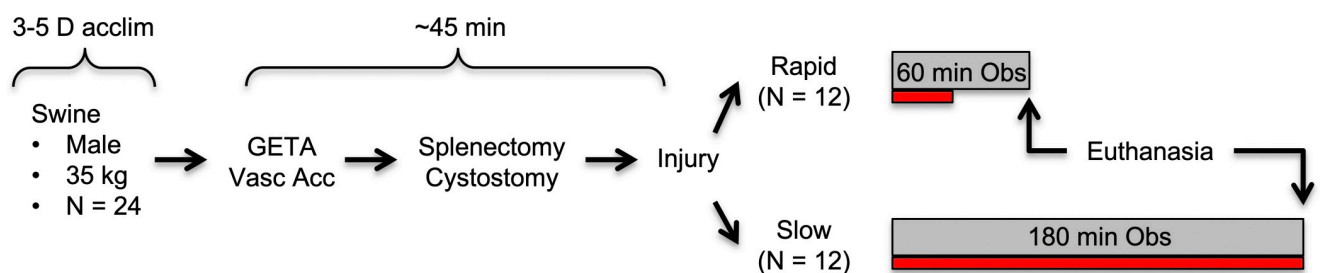 3-5 D acclim
~45 min
Swine
• Male
• 35 kg
• N = 24
GETA
Vasc Acc
Splenectomy
Cystostomy
Injury
Rapid
(N = 12)
60 min Obs
Euthanasia
Slow
(N = 12)
180 min Obs